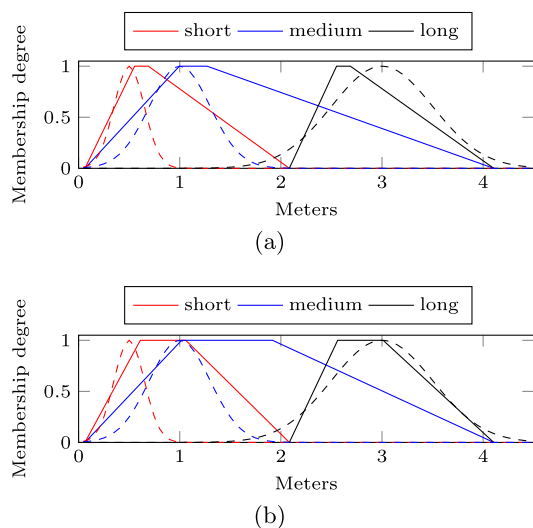 short medium long
Membership degree
1
0.5
0
0 1 2 3 4
Meters
(a)
short medium long
Membership degree
1
0.5
0
0 1 2 3 4
Meters
(b)